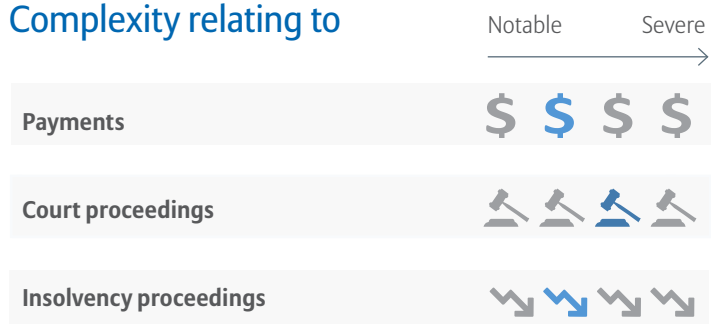 Complexity relating to
Notable Severe
Payments
$ $ $ $
Court proceedings
Insolvency proceedings